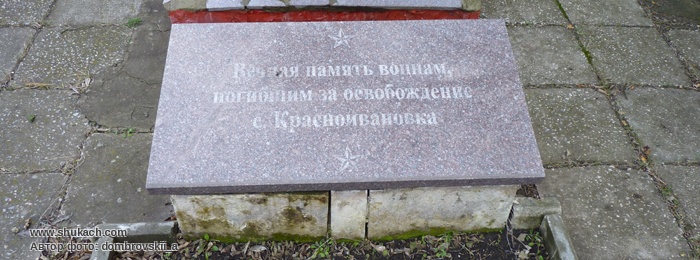 Вечная память воинам,
погибшим за освобождение
с. Красноивановка
www.shukach.com
Автор фото: dombrovskii_a